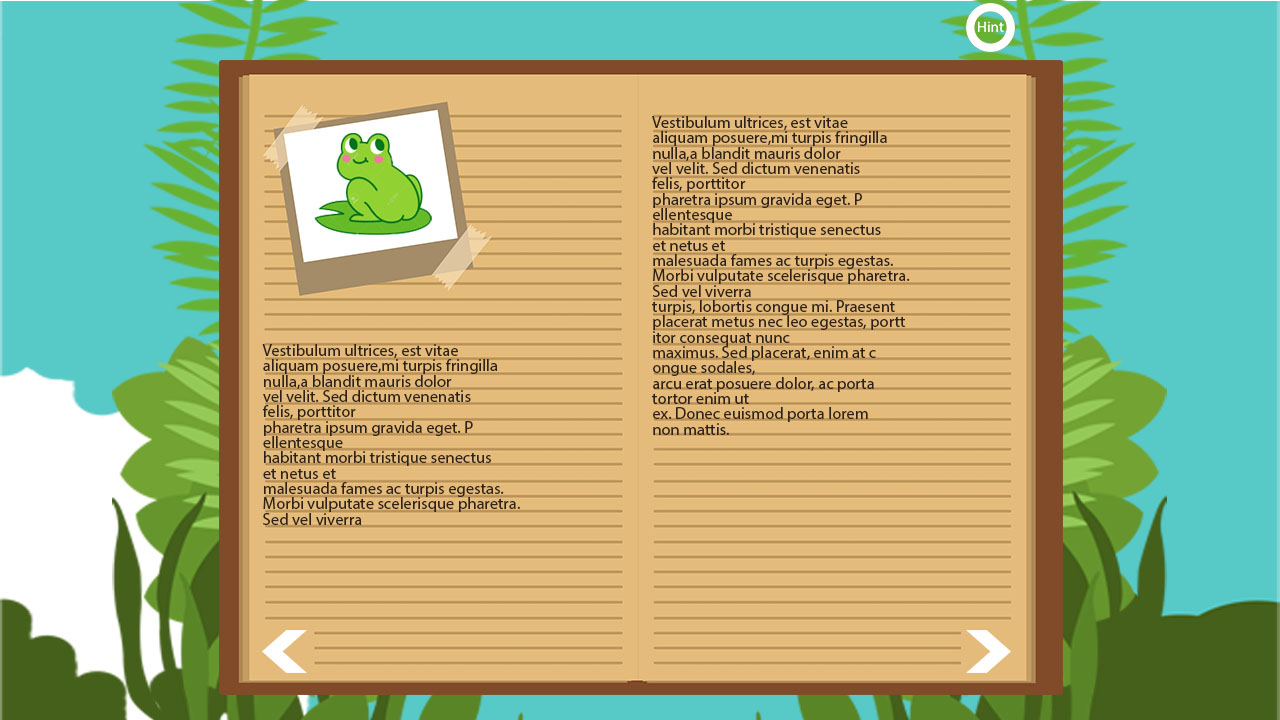 Hint
Vestibulum ultrices, est vitae
aliquam posuere,mi turpis fringilla
nulla,a blandit mauris dolor
vel velit. Sed dictum venenatis
felis, porttitor
pharetra ipsum gravida eget. P
ellentesque
habitant morbi tristique senectus
et netus et
malesuada fames ac turpis egestas.
Morbi vulputate scelerisque pharetra.
Sed vel viverra
Vestibulum ultrices, est vitae
aliquam posuere,mi turpis fringilla
nulla,a blandit mauris dolor
vel velit. Sed dictum venenatis
felis, porttitor
pharetra ipsum gravida eget. P
ellentesque
habitant morbi tristique senectus
et netus et
malesuada fames ac turpis egestas.
Morbi vulputate scelerisque pharetra.
Sed vel viverra
turpis, lobortis congue mi. Praesent
placerat metus nec leo egestas, portt
itor consequat nunc
maximus. Sed placerat, enim at c
ongue sodales,
arcu erat posuere dolor, ac porta
tortor enim ut
ex. Donec euismod porta lorem
non mattis.